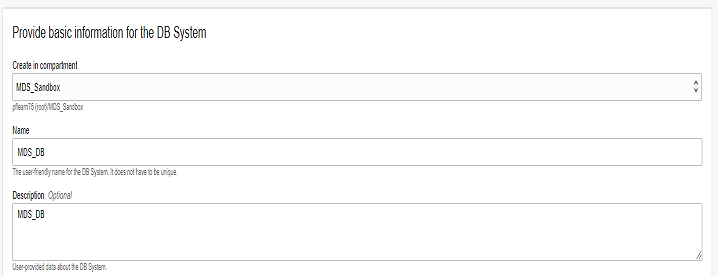 Provide basic information for the DB System
Create in compartment
MDS_Sandbox
pflearn75 (root)/MDS_Sandbox
Name
MDS_DB
The user-friendly name for the DB System. It does not have to be unique.
Description Optional
MDS_DB
User-provided data about the DB System.